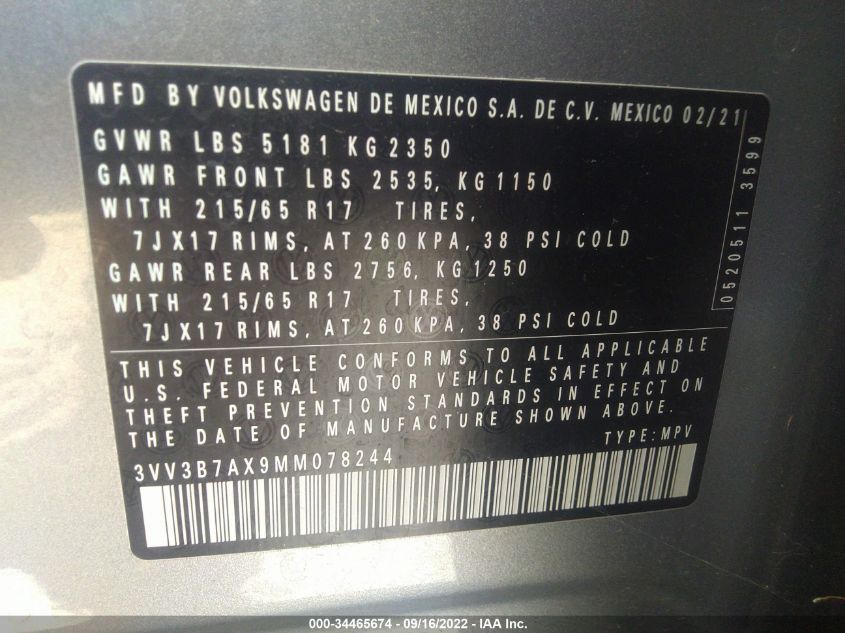 MFD BY VOLKSWAGEN DE MEXICO S.A. DE C.V. MEXICO 02/21
GVWR LBS 5181 KG 2350
GAWR FRONT LBS 2535, KG 1150
WITH 215/65 R17 TIRES,
7JX17 RIMS, AT 260 KPA, 38 PSI COLD
GAWR REAR LBS 2756, KG 1250
WITH 215/65 R17 TIRES,
7JX17 RIMS, AT 260 KPA, 38 PSI COLD
0520511 3599
THIS VEHICLE CONFORMS TO ALL APPLICABLE
U.S. FEDERAL MOTOR VEHICLE SAFETY AND
THEFT PREVENTION STANDARDS IN EFFECT ON
THE DATE OF MANUFACTURE SHOWN ABOVE.
TYPE: MPV
3VV3B7AX9MM078244
000-34465674 - 09/16/2022 - IAA Inc.